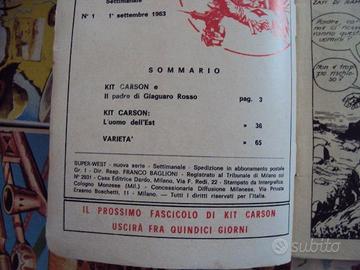 Settimanale
N° 1 1° settembre 1963
SOMMARIO
KIT CARSON e
Il padre di Giaguaro Rosso pag. 3
KIT CARSON:
L'uomo dell'Est » 36
VARIETA' » 65
SUPER-WEST - nuova serie - Settimanale - Spedizione in abbonamento postale
Gr. I - Dir. Resp. FRANCO BAGLIONI - Registrato al Tribunale di Milano col
N° 2931 - Casa Editrice Dardo, Milano, Via F. Redi, 22 - Stampato da Intergrafica
Cologno Monzese (Mil.) - Concessionaria Diffusione Milanese, Via Privata
Erasmo Boschetti, 11 - Milano. — Tutti i diritti riservati per l'Italia.
IL PROSSIMO FASCICOLO DI KIT CARSON
USCIRÀ FRA QUINDICI GIORNI
subito